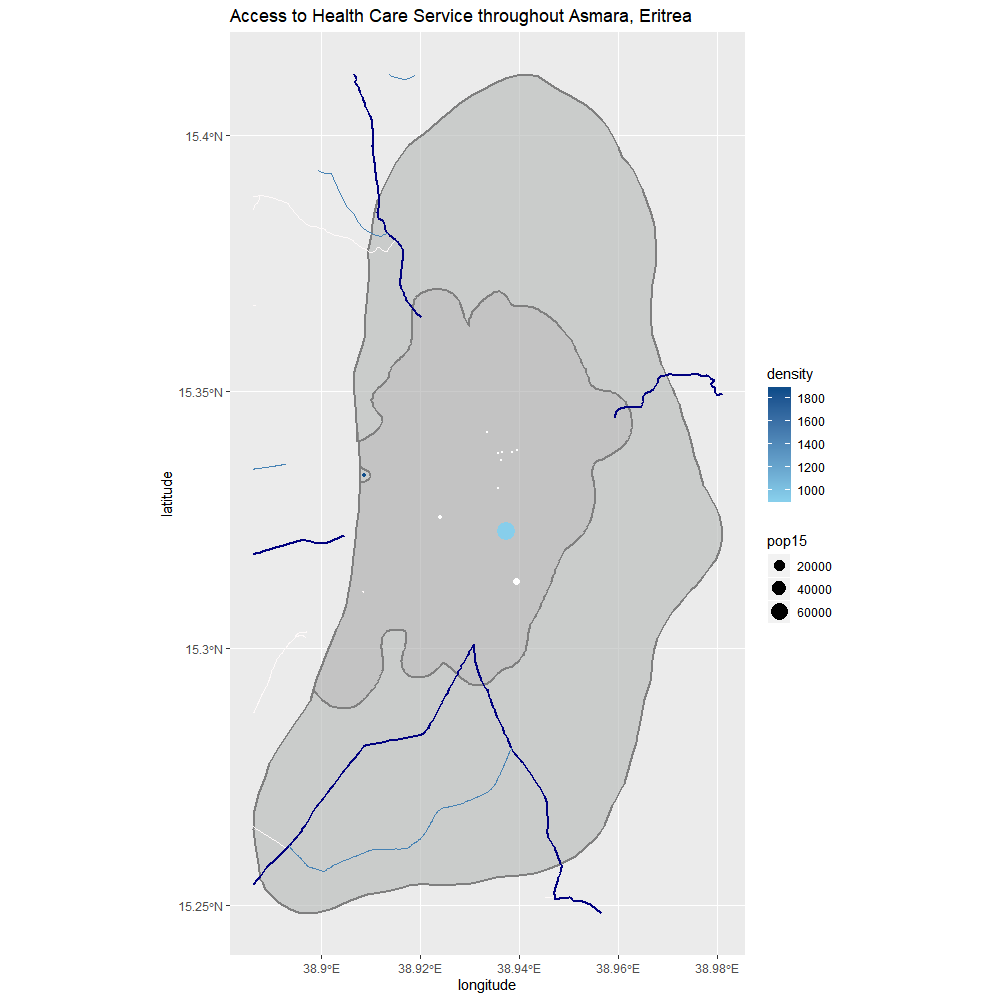 Access to Health Care Service throughout Asmara, Eritrea
15.4°N
15.35°N
15.3°N
15.25°N
latitude
38.9°E
38.92°E
38.94°E
38.96°E
38.98°E
longitude
density
1800
1600
1400
1200
1000
pop15
20000
40000
60000